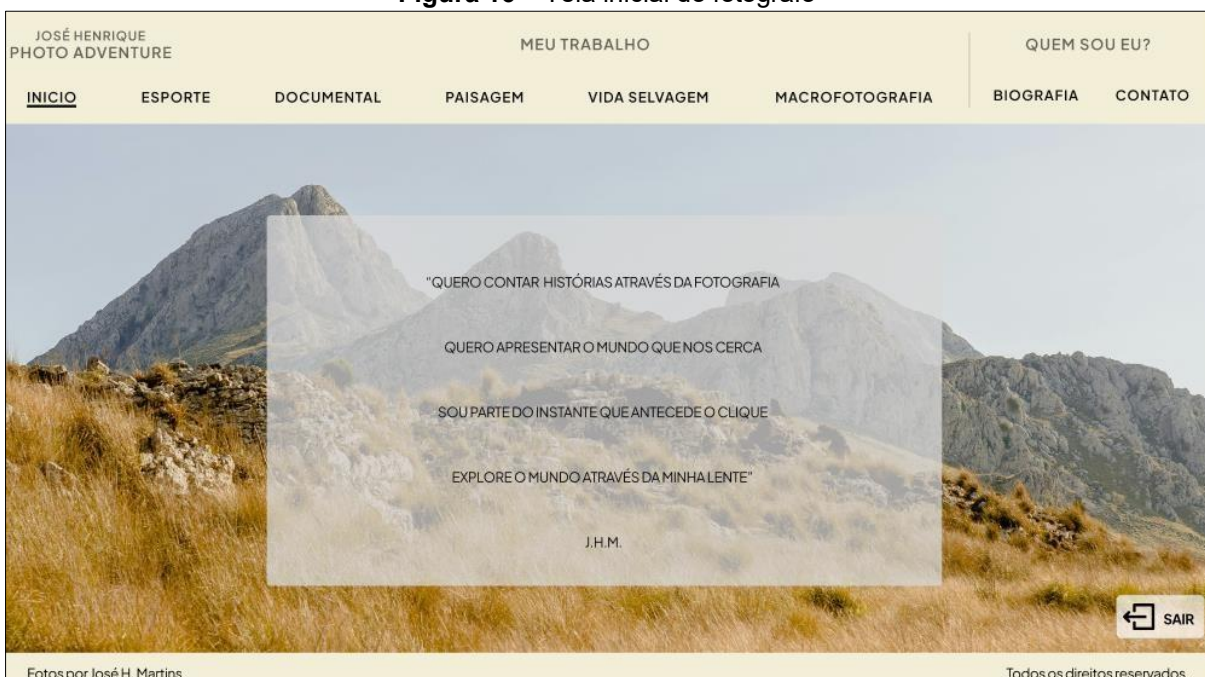 JOSÉ HENRIQUE
PHOTO ADVENTURE
MEU TRABALHO
QUEM SOU EU?
INICIO ESPORTE DOCUMENTAL PAISAGEM VIDA SELVAGEM MACROFOTOGRAFIA BIOGRAFIA CONTATO
"QUERO CONTAR HISTÓRIAS ATRAVÉS DA FOTOGRAFIA
QUERO APRESENTAR O MUNDO QUE NOS CERCA
SOU PARTE DO INSTANTE QUE ANTECEDE O CLIQUE
EXPLORE O MUNDO ATRAVÉS DA MINHA LENTE"
J.H.M.
SAIR
Fotos por José H. Martins
Todos os direitos reservados